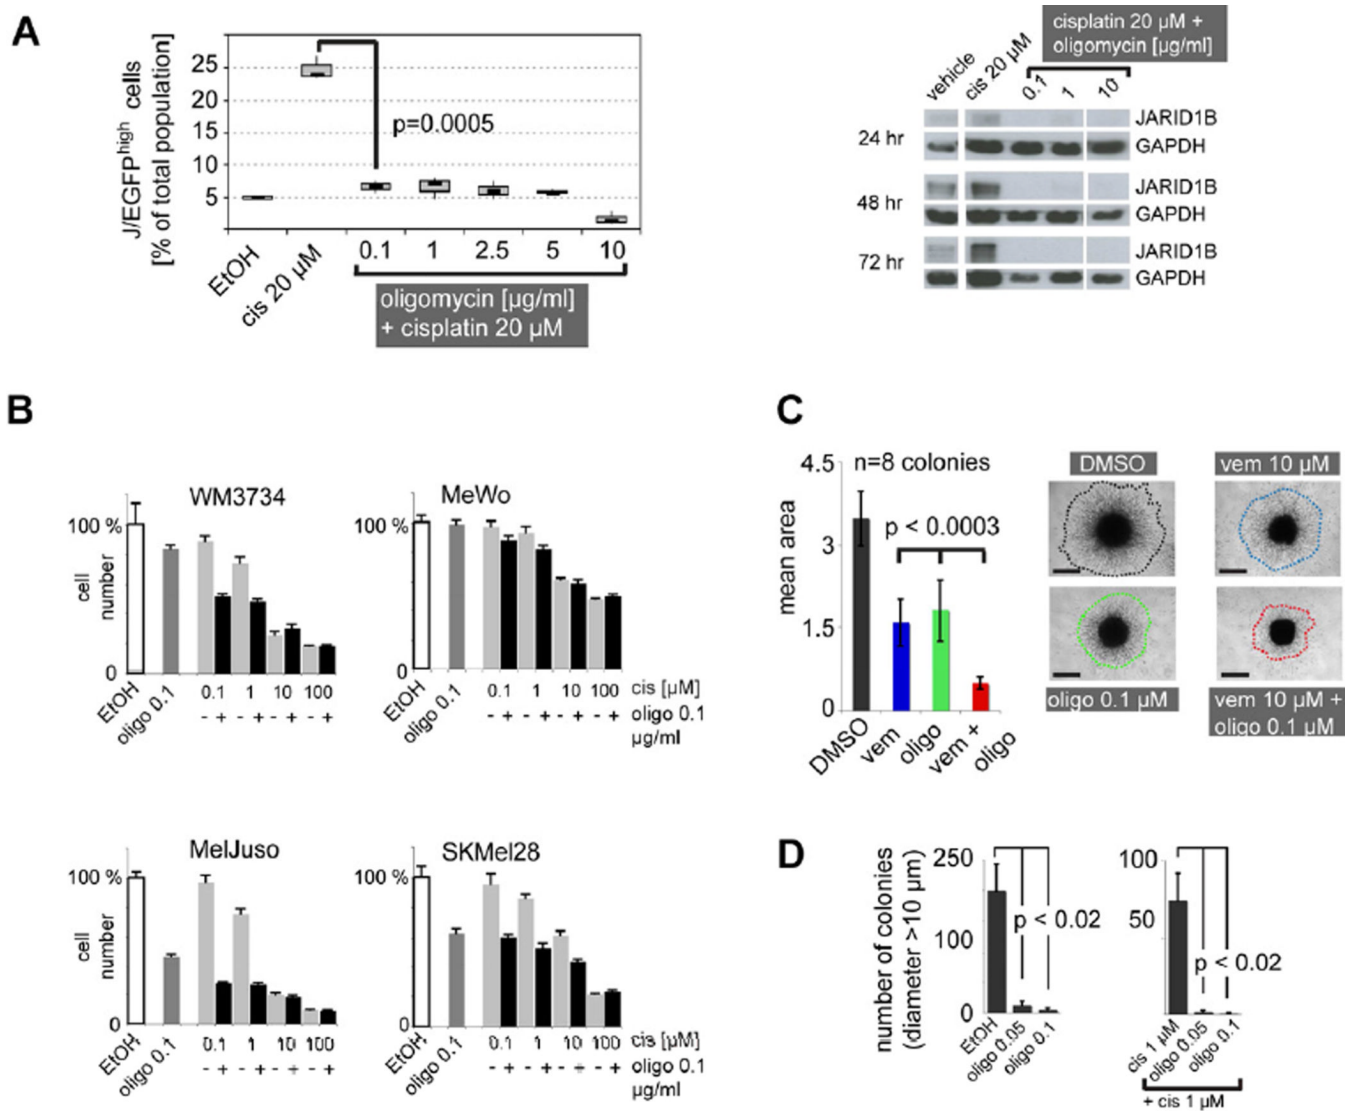 A
J/EGFPhigh cells
[% of total population]
25
20
15
10
5
p=0.0005
EtOH
cis 20 µM
0.1
1
2.5
5
10
oligomycin [µg/ml]
+ cisplatin 20 µM
cisplatin 20 µM +
oligomycin [µg/ml]
vehicle
cis 20 µM
0.1
1
10
24 hr
JARID1B
GAPDH
48 hr
JARID1B
GAPDH
72 hr
JARID1B
GAPDH
B
WM3734
100 %
cell
number
0
EtOH
oligo 0.1
0.1 1 10 100
- + - + - + - +
MeWo
100 %
0
EtOH
oligo 0.1
0.1 1 10 100 cis [µM]
- + - + - + - + oligo 0.1
µg/ml
MelJuso
100 %
cell
number
0
EtOH
oligo 0.1
0.1 1 10 100
- + - + - + - +
SKMel28
100 %
0
EtOH
oligo 0.1
0.1 1 10 100 cis [µM]
- + - + - + - + oligo 0.1
µg/ml
C
mean area
4.5
3
1.5
0
n=8 colonies
p < 0.0003
DMSO
vem
oligo
vem +
oligo
DMSO
vem 10 µM
oligo 0.1 µM
vem 10 µM +
oligo 0.1 µM
D
number of colonies
(diameter >10 µm)
250
100
0
p < 0.02
EtOH
oligo 0.05
oligo 0.1
100
50
p < 0.02
cis 1 µM
oligo 0.05
oligo 0.1
+ cis 1 µM